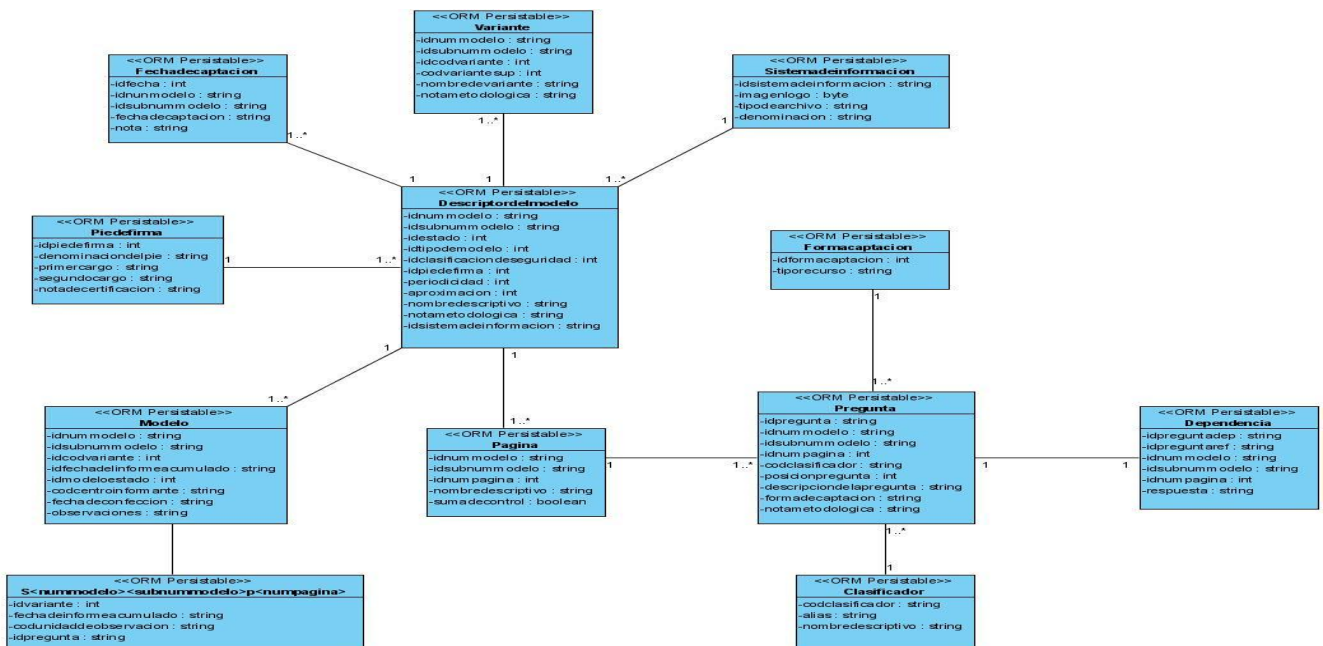 <<ORM Persistable>>
Variante
-idnummodelo : string
-idsubnummodelo : string
-idcodvariante : int
-codvariantesup : int
-nombredevariante : string
-notametodologica : string
1..*
1
<<ORM Persistable>>
Fechadecaptacion
-idfecha : int
-idnunmodelo : string
-idsubnummodelo : string
-fechadecaptacion : string
-nota : string
1..*
1
<<ORM Persistable>>
Sistemadeinformacion
-idsistemadeinformacion : string
-imagenlogo : byte
-tipodearchivo : string
-denominacion : string
1
1..*
<<ORM Persistable>>
Descriptordelmodelo
-idnummodelo : string
-idsubnummodelo : string
-idestado : int
-idtipodemodelo : int
-idclasificaciondeseguridad : int
-idpiedefirma : int
-periodicidad : int
-aproximacion : int
-nombredescriptivo : string
-notametodologica : string
-idsistemadeinformacion : string
<<ORM Persistable>>
Piedefirma
-idpiedefirma : int
-denominaciondelpie : string
-primercargo : string
-segundocargo : string
-notadecertificacion : string
1
1..*
<<ORM Persistable>>
Formacaptacion
-idformacaptacion : int
-tiporecurso : string
1
1..*
1
1..*
1
1..*
<<ORM Persistable>>
Modelo
-idnummodelo : string
-idsubnummodelo : string
-idcodvariante : int
-idfechadelinformeacumulado : string
-idmodeloestado : int
-codcentroinformante : string
-fechadeconfeccion : string
-observaciones : string
<<ORM Persistable>>
Pagina
-idnummodelo : string
-idsubnummodelo : string
-idnumpagina : int
-nombredescriptivo : string
-sumadecontrol : boolean
1
1..*
<<ORM Persistable>>
Pregunta
-idpregunta : string
-idnummodelo : string
-idsubnummodelo : string
-idnumpagina : int
-codclasificador : string
-posicionpregunta : int
-descripciondelapregunta : string
-formadecaptacion : string
-notametodologica : string
1
1
<<ORM Persistable>>
Dependencia
-idpreguntadep : string
-idpreguntaref : string
-idnummodelo : string
-idsubnummodelo : string
-idnumpagina : int
-respuesta : string
1..*
1
<<ORM Persistable>>
S<nummodelo><subnummodelo>p<numpagina>
-idvariante : int
-fechadeinformeacumulado : string
-codunidaddeobservacion : string
-idpregunta : string
<<ORM Persistable>>
Clasificador
-codclasificador : string
-alias : string
-nombredescriptivo : string